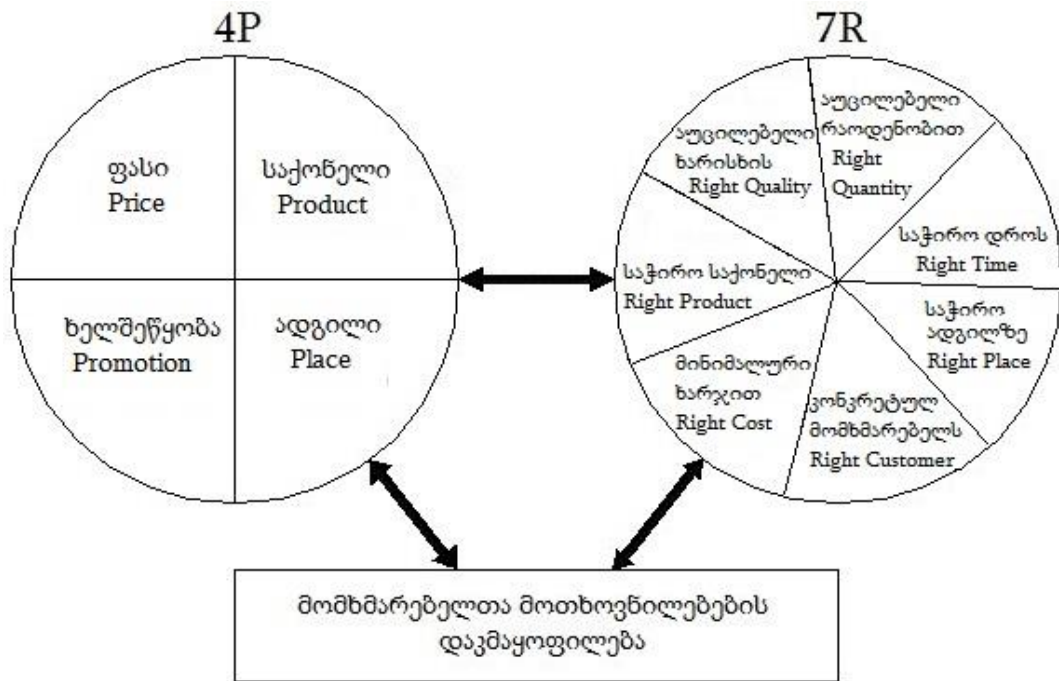 4P
ფასი
Price
საქონელი
Product
ხელშეწყობა
Promotion
ადგილი
Place
7R
აუცილებელი
ხარისხის
Right Quality
აუცილებელი
რაოდენობით
Right
Quantity
საჭირო დროს
Right Time
საჭირო საქონელი
Right Product
საჭირო
ადგილზე
Right Place
მინიმალური
ხარჯით
Right Cost
კონკრეტულ
მომხმარებელს
Right Customer
მომხმარებელთა მოთხოვნილებების
დაკმაყოფილება